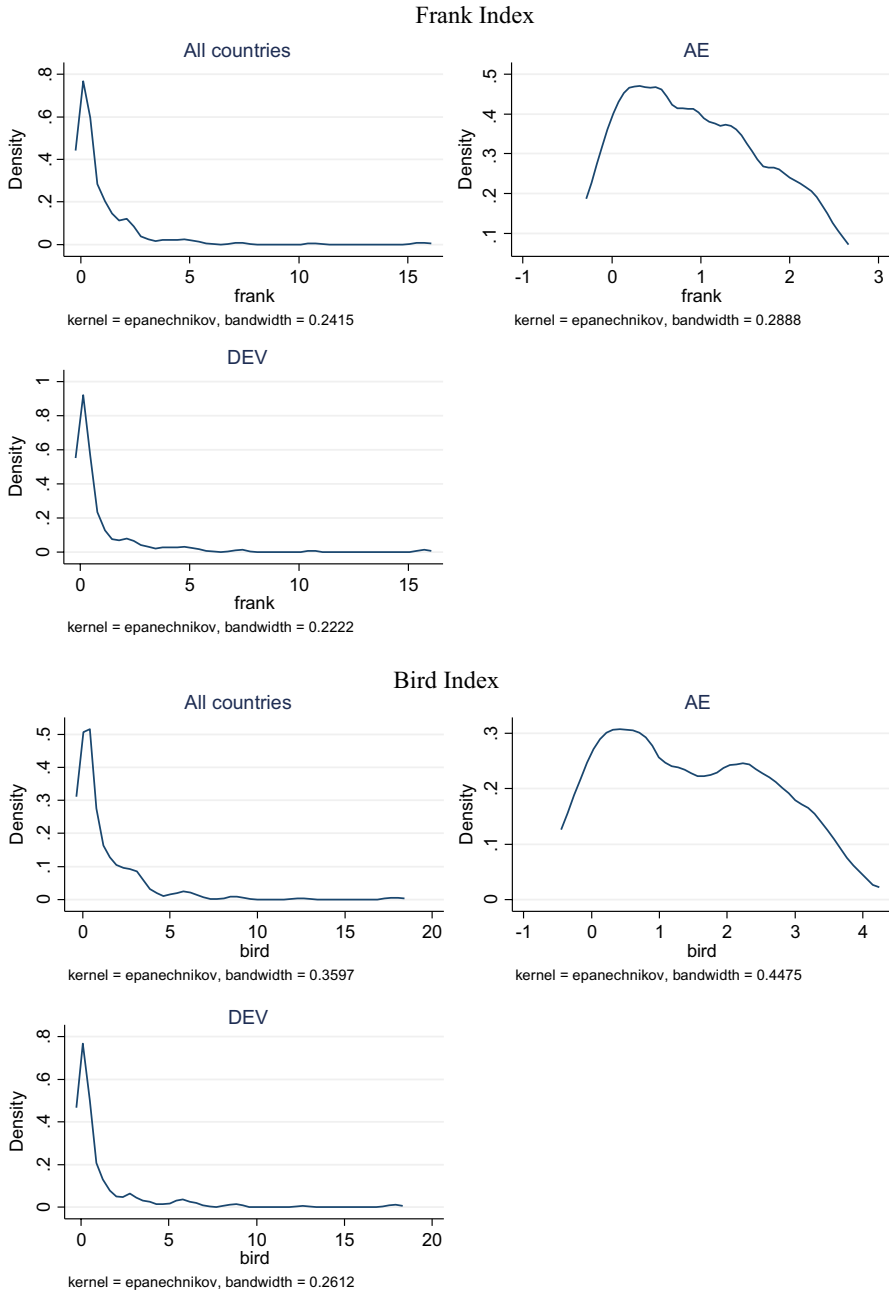 Frank Index
All countries
Density
0 .2 .4 .6 .8
0 5 10 15
frank
kernel = epanechnikov, bandwidth = 0.2415
AE
Density
.1 .2 .3 .4 .5
-1 0 1 2 3
frank
kernel = epanechnikov, bandwidth = 0.2888
DEV
Density
0 .2 .4 .6 .8 1
0 5 10 15
frank
kernel = epanechnikov, bandwidth = 0.2222
Bird Index
All countries
Density
0 .1 .2 .3 .4 .5
0 5 10 15 20
bird
kernel = epanechnikov, bandwidth = 0.3597
AE
Density
0 .1 .2 .3
-1 0 1 2 3 4
bird
kernel = epanechnikov, bandwidth = 0.4475
DEV
Density
0 .2 .4 .6 .8
0 5 10 15 20
bird
kernel = epanechnikov, bandwidth = 0.2612